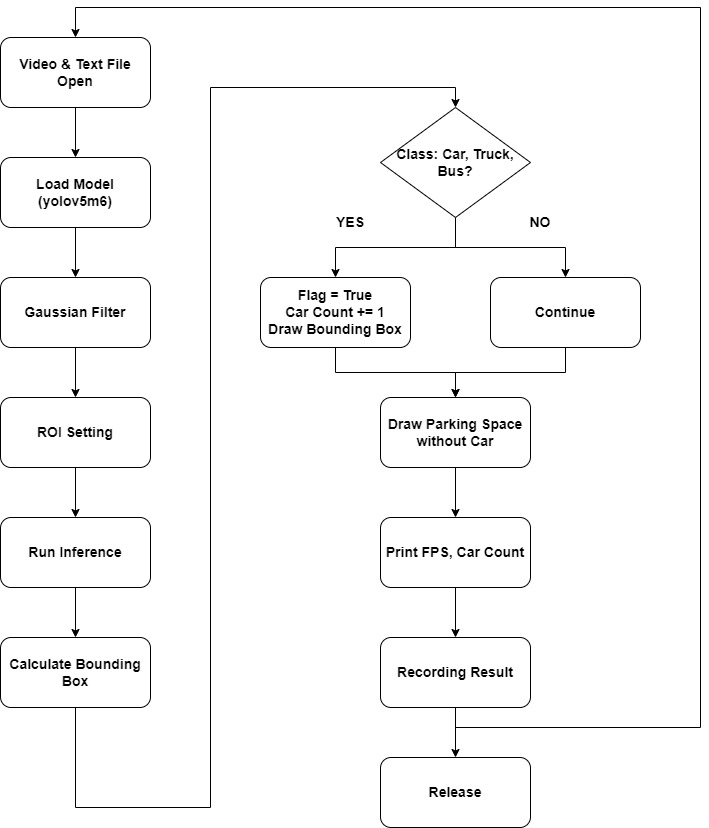 Video & Text File
Open
Load Model
(yolov5m6)
Gaussian Filter
ROI Setting
Run Inference
Calculate Bounding
Box
Class: Car, Truck,
Bus?
YES
NO
Flag = True
Car Count += 1
Draw Bounding Box
Continue
Draw Parking Space
without Car
Print FPS, Car Count
Recording Result
Release